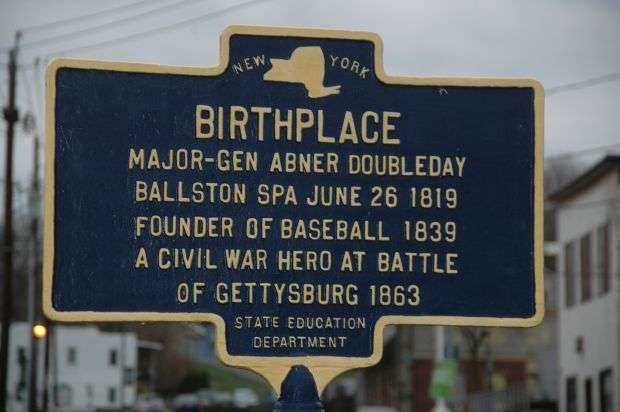 NEW YORK
BIRTHPLACE
MAJOR-GEN ABNER DOUBLEDAY
BALLSTON SPA JUNE 26 1819
FOUNDER OF BASEBALL 1839
A CIVIL WAR HERO AT BATTLE
OF GETTYSBURG 1863
STATE EDUCATION
DEPARTMENT